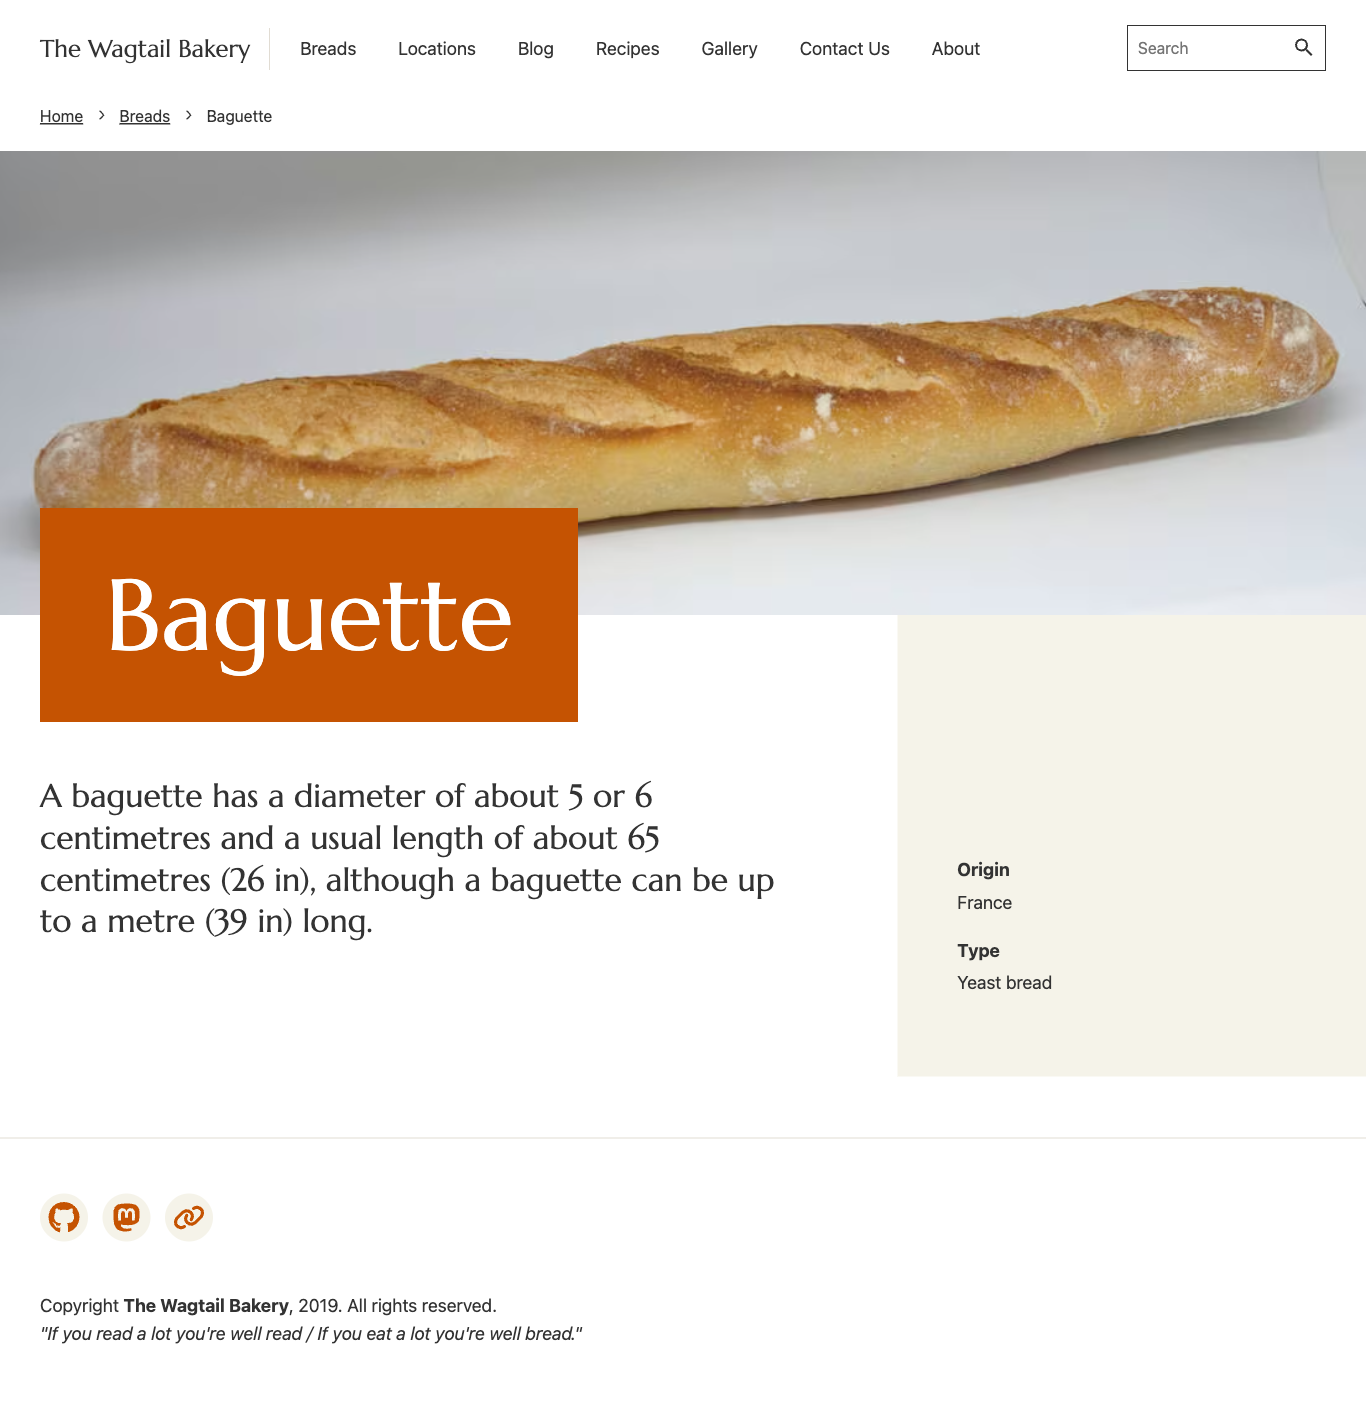 The Wagtail Bakery
Breads
Locations
Blog
Recipes
Gallery
Contact Us
About
Search
Home
Breads
Baguette
Baguette
A baguette has a diameter of about 5 or 6
centimetres and a usual length of about 65
centimetres (26 in), although a baguette can be up
to a metre (39 in) long.
Origin
France
Type
Yeast bread
Copyright The Wagtail Bakery, 2019. All rights reserved.
"If you read a lot you're well read / If you eat a lot you're well bread."